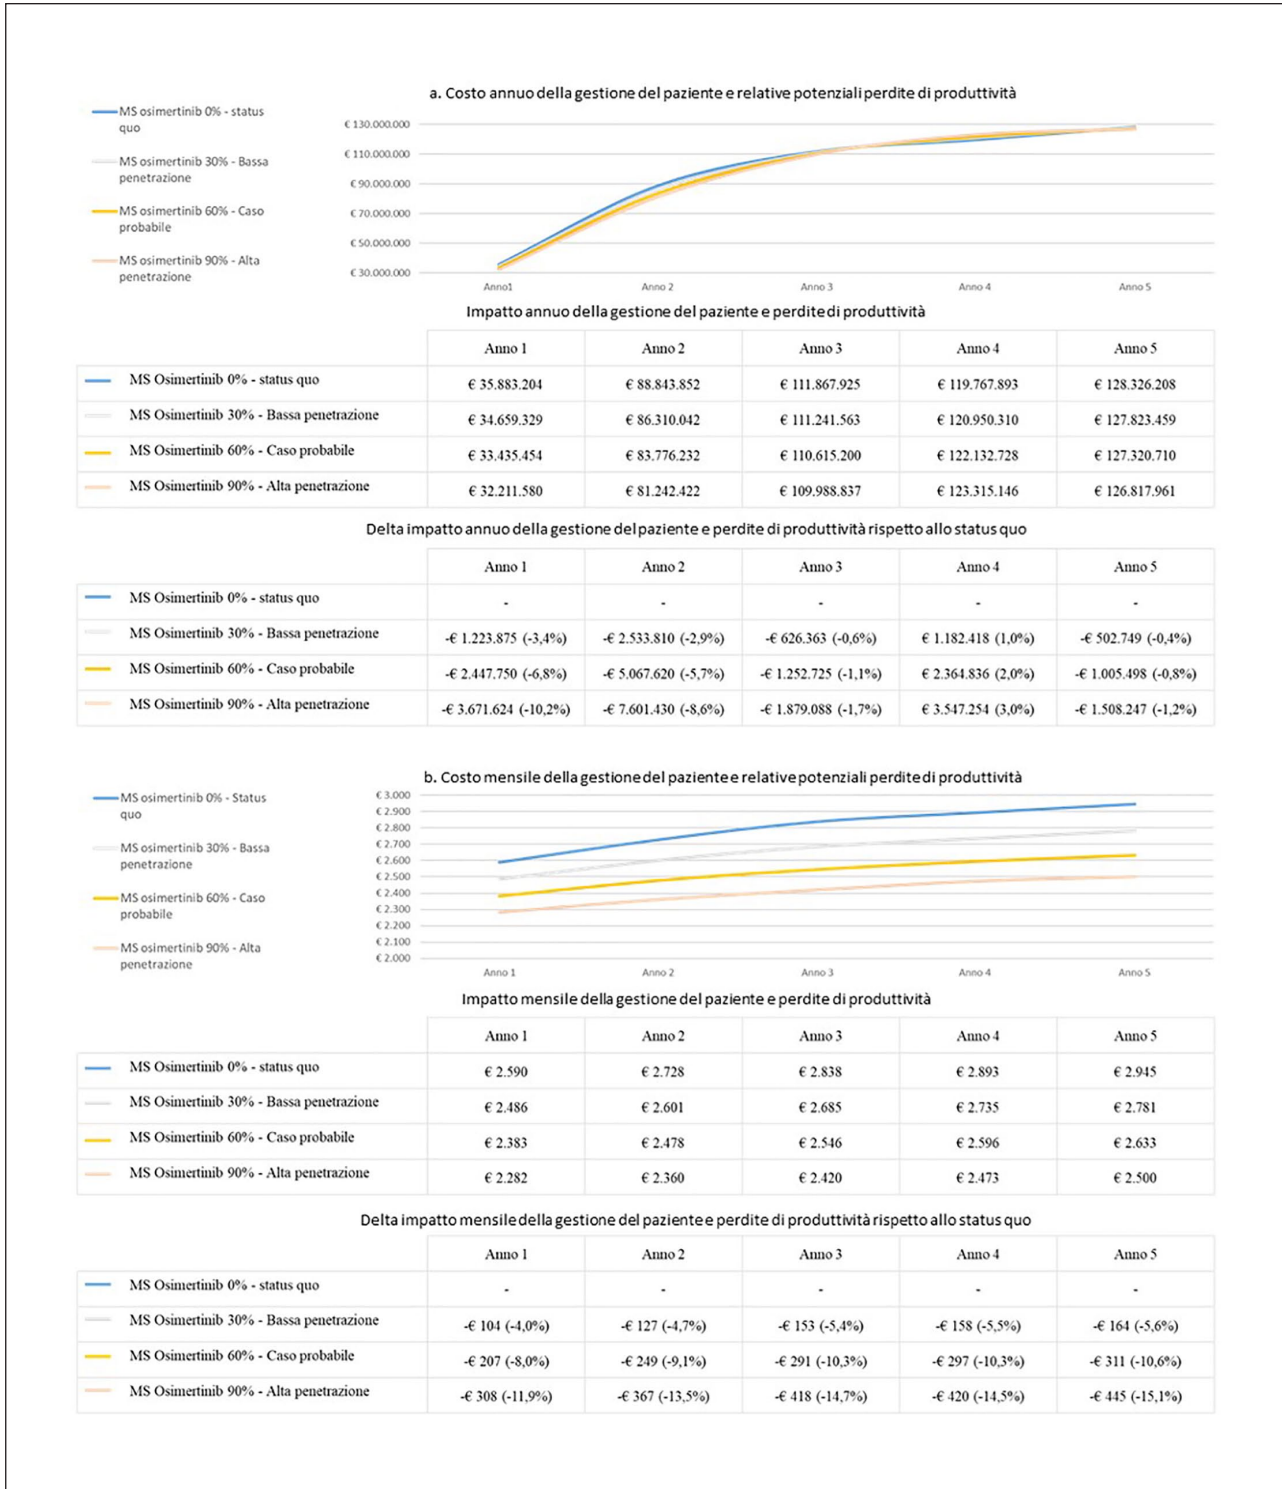 a. Costo annuo della gestione del paziente e relative potenziali perdite di produttività
MS osimertinib 0% - status
quo
MS osimertinib 30% - Bassa
penetrazione
MS osimertinib 60% - Caso
probabile
MS osimertinib 90% - Alta
penetrazione
€ 130.000.000
€ 110.000.000
€ 90.000.000
€ 70.000.000
€ 50.000.000
€ 30.000.000
Anno1 Anno 2 Anno 3 Anno 4 Anno 5
Impatto annuo della gestione del paziente e perdite di produttività
Anno 1 Anno 2 Anno 3 Anno 4 Anno 5
MS Osimertinib 0% - status quo € 35.883.204 € 88.843.852 € 111.867.925 € 119.767.893 € 128.326.208
MS Osimertinib 30% - Bassa penetrazione € 34.659.329 € 86.310.042 € 111.241.563 € 120.950.310 € 127.823.459
MS Osimertinib 60% - Caso probabile € 33.435.454 € 83.776.232 € 110.615.200 € 122.132.728 € 127.320.710
MS Osimertinib 90% - Alta penetrazione € 32.211.580 € 81.242.422 € 109.988.837 € 123.315.146 € 126.817.961
Delta impatto annuo della gestione del paziente e perdite di produttività rispetto allo status quo
Anno 1 Anno 2 Anno 3 Anno 4 Anno 5
MS Osimertinib 0% - status quo - - - - -
MS Osimertinib 30% - Bassa penetrazione -€ 1.223.875 (-3,4%) -€ 2.533.810 (-2,9%) -€ 626.363 (-0,6%) € 1.182.418 (1,0%) -€ 502.749 (-0,4%)
MS Osimertinib 60% - Caso probabile -€ 2.447.750 (-6,8%) -€ 5.067.620 (-5,7%) -€ 1.252.725 (-1,1%) € 2.364.836 (2,0%) -€ 1.005.498 (-0,8%)
MS Osimertinib 90% - Alta penetrazione -€ 3.671.624 (-10,2%) -€ 7.601.430 (-8,6%) -€ 1.879.088 (-1,7%) € 3.547.254 (3,0%) -€ 1.508.247 (-1,2%)
b. Costo mensile della gestione del paziente e relative potenziali perdite di produttività
MS osimertinib 0% - Status
quo
MS osimertinib 30% - Bassa
penetrazione
MS osimertinib 60% - Caso
probabile
MS osimertinib 90% - Alta
penetrazione
€ 3.000
€ 2.900
€ 2.800
€ 2.700
€ 2.600
€ 2.500
€ 2.400
€ 2.300
€ 2.200
€ 2.100
€ 2.000
Anno 1 Anno 2 Anno 3 Anno 4 Anno 5
Impatto mensile della gestione del paziente e perdite di produttività
Anno 1 Anno 2 Anno 3 Anno 4 Anno 5
MS Osimertinib 0% - status quo € 2.590 € 2.728 € 2.838 € 2.893 € 2.945
MS Osimertinib 30% - Bassa penetrazione € 2.486 € 2.601 € 2.685 € 2.735 € 2.781
MS Osimertinib 60% - Caso probabile € 2.383 € 2.478 € 2.546 € 2.596 € 2.633
MS Osimertinib 90% - Alta penetrazione € 2.282 € 2.360 € 2.420 € 2.473 € 2.500
Delta impatto mensile della gestione del paziente e perdite di produttività rispetto allo status quo
Anno 1 Anno 2 Anno 3 Anno 4 Anno 5
MS Osimertinib 0% - status quo - - - - -
MS Osimertinib 30% - Bassa penetrazione -€ 104 (-4,0%) -€ 127 (-4,7%) -€ 153 (-5,4%) -€ 158 (-5,5%) -€ 164 (-5,6%)
MS Osimertinib 60% - Caso probabile -€ 207 (-8,0%) -€ 249 (-9,1%) -€ 291 (-10,3%) -€ 297 (-10,3%) -€ 311 (-10,6%)
MS Osimertinib 90% - Alta penetrazione -€ 308 (-11,9%) -€ 367 (-13,5%) -€ 418 (-14,7%) -€ 420 (-14,5%) -€ 445 (-15,1%)